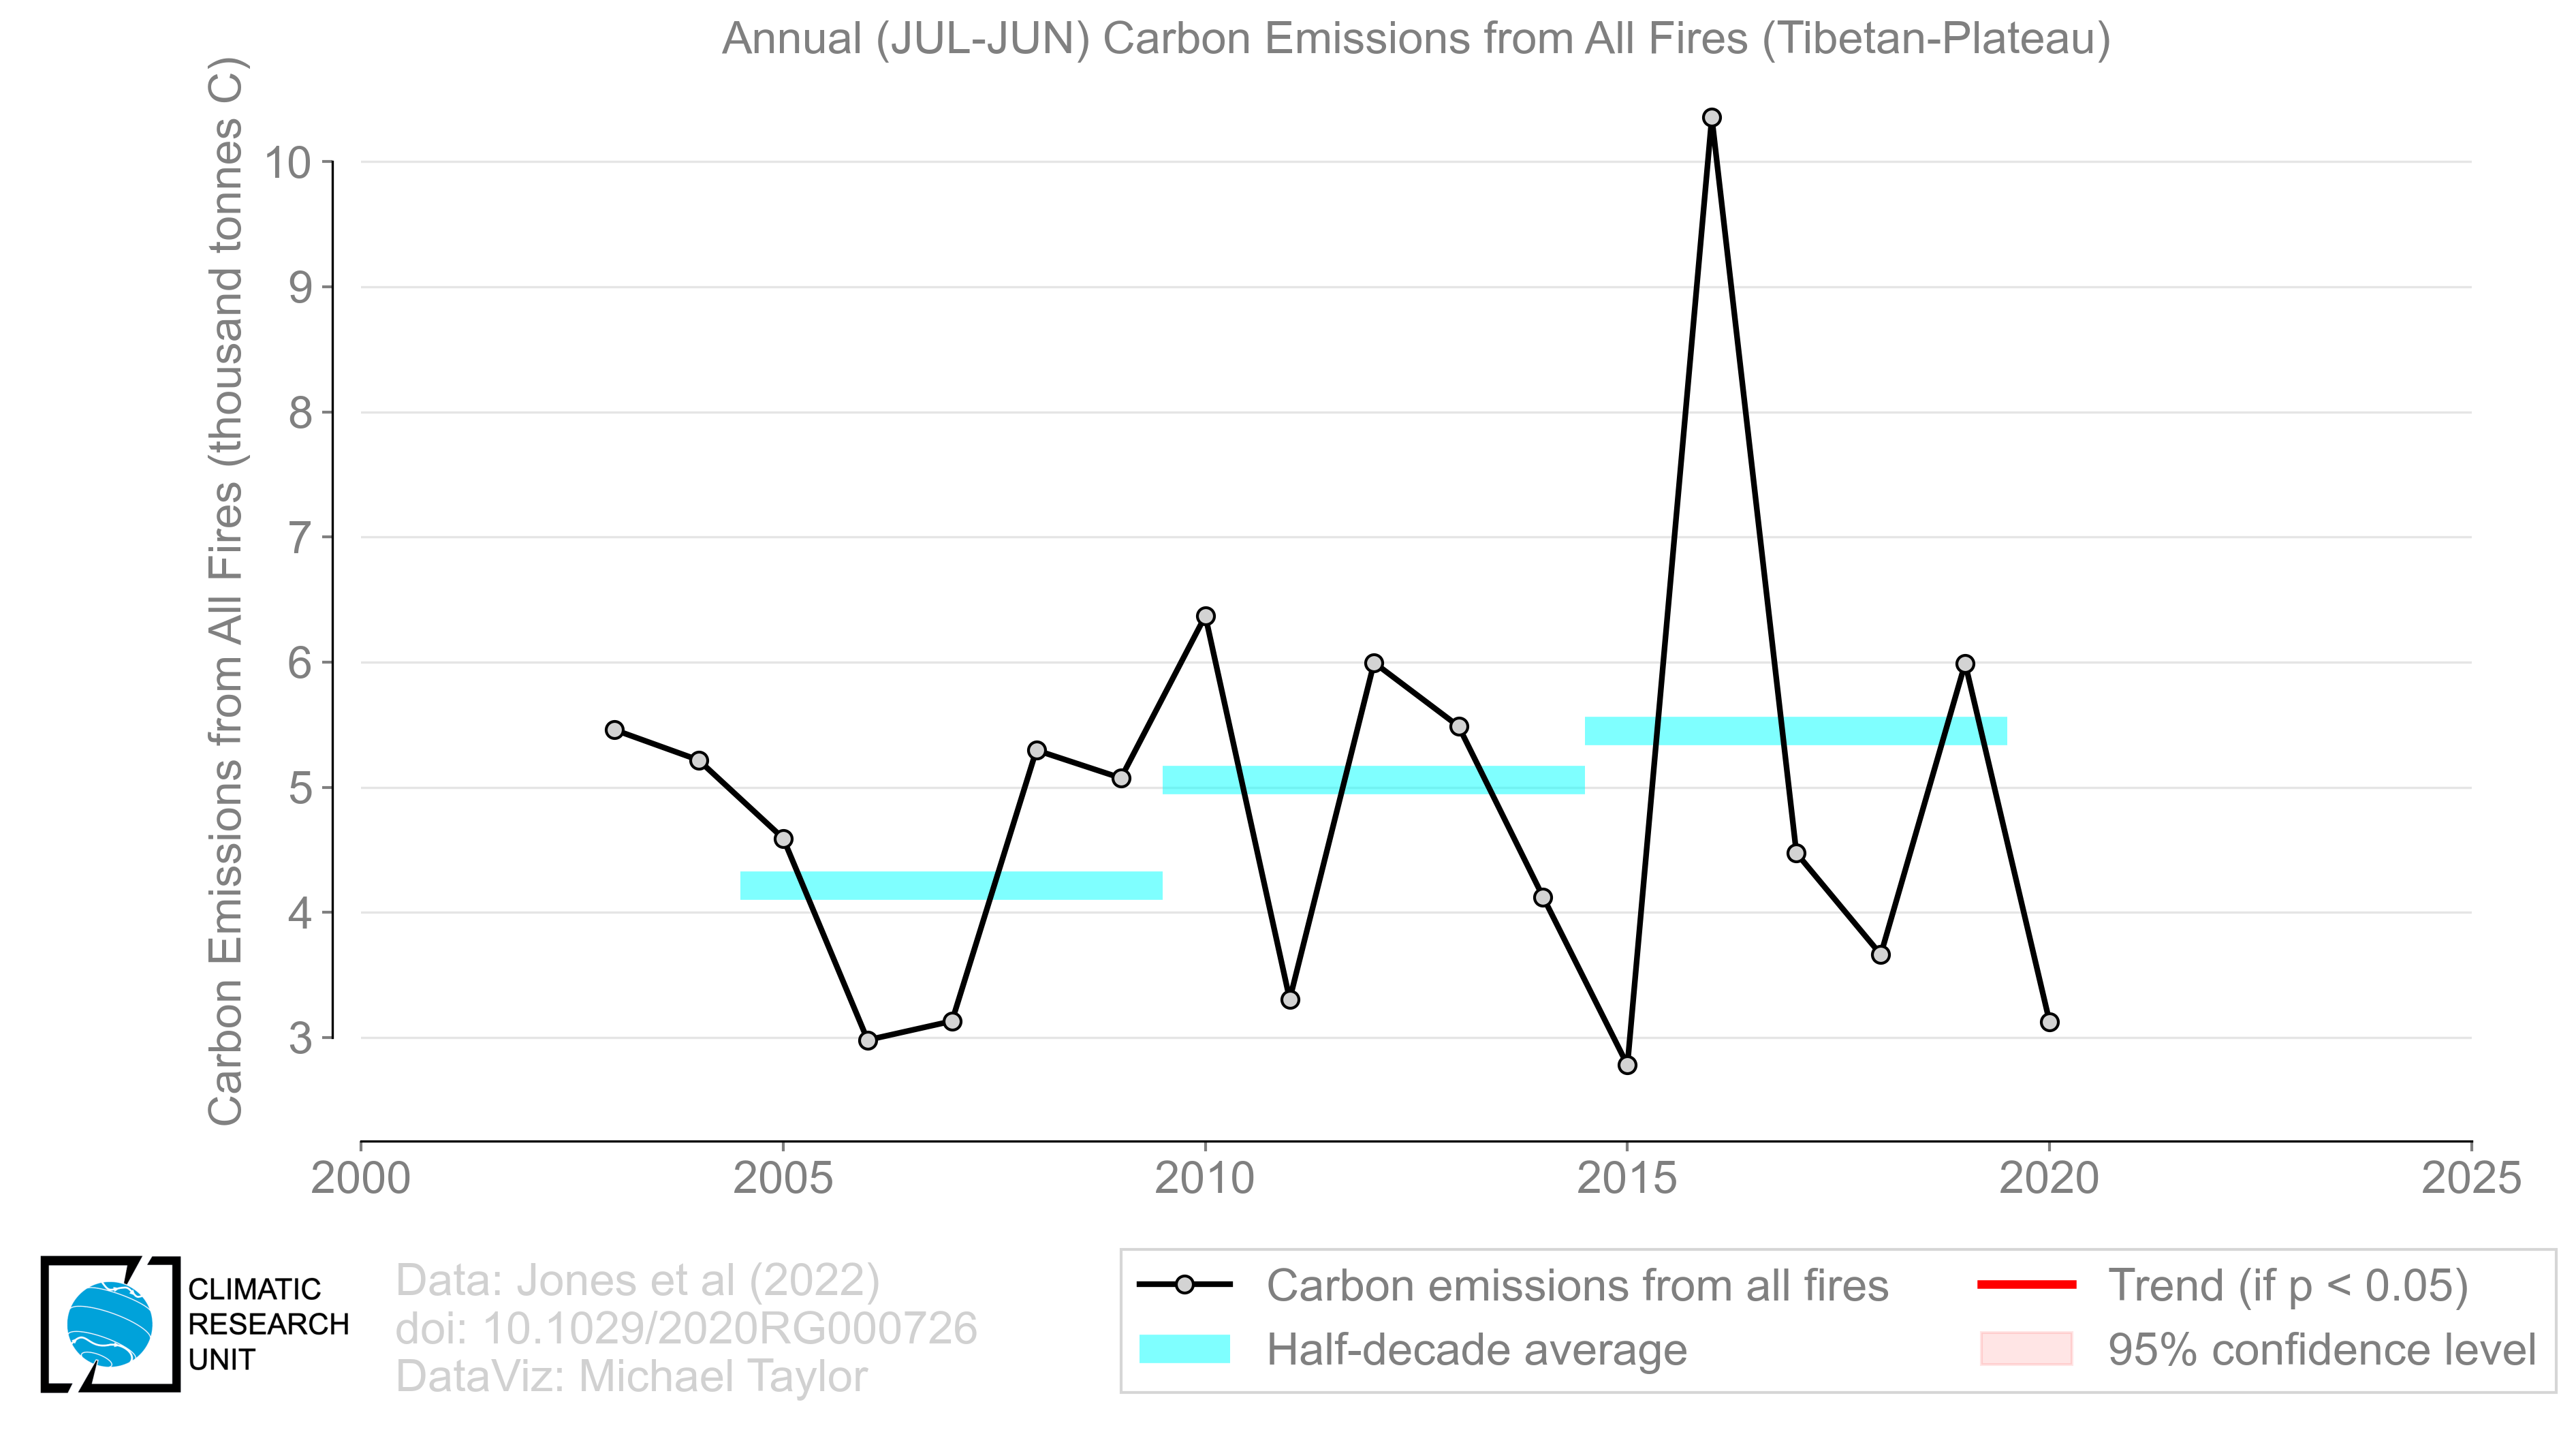 Annual (JUL-JUN) Carbon Emissions from All Fires (Tibetan-Plateau)
Carbon Emissions from All Fires (thousand tonnes C)
10
9
8
7
6
5
4
3
2000 2005 2010 2015 2020 2025
CLIMATIC
RESEARCH
UNIT
Data: Jones et al (2022)
doi: 10.1029/2020RG000726
DataViz: Michael Taylor
Carbon emissions from all fires
Half-decade average
Trend (if p < 0.05)
95% confidence level